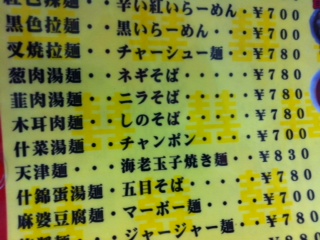 紅色辣麺・・辛い紅いらーめん・￥700
黒色拉麺・・黒いらーめん・・・￥700
叉焼拉麺・・チャーシュー麺・￥780
葱肉湯麺・・ネギそば・・・・￥780
韮肉湯麺・・ニラそば・・・・￥780
木耳肉麺・・しのそば・・・・￥780
什菜湯麺・・チャンポン・・・￥700
天津麺・・・海老玉子焼き麺・￥830
什錦蛋湯麺・五目そば・・・・￥780
麻婆豆腐麺・マーボー麺・・・￥700
ジャージャー麺・・￥780